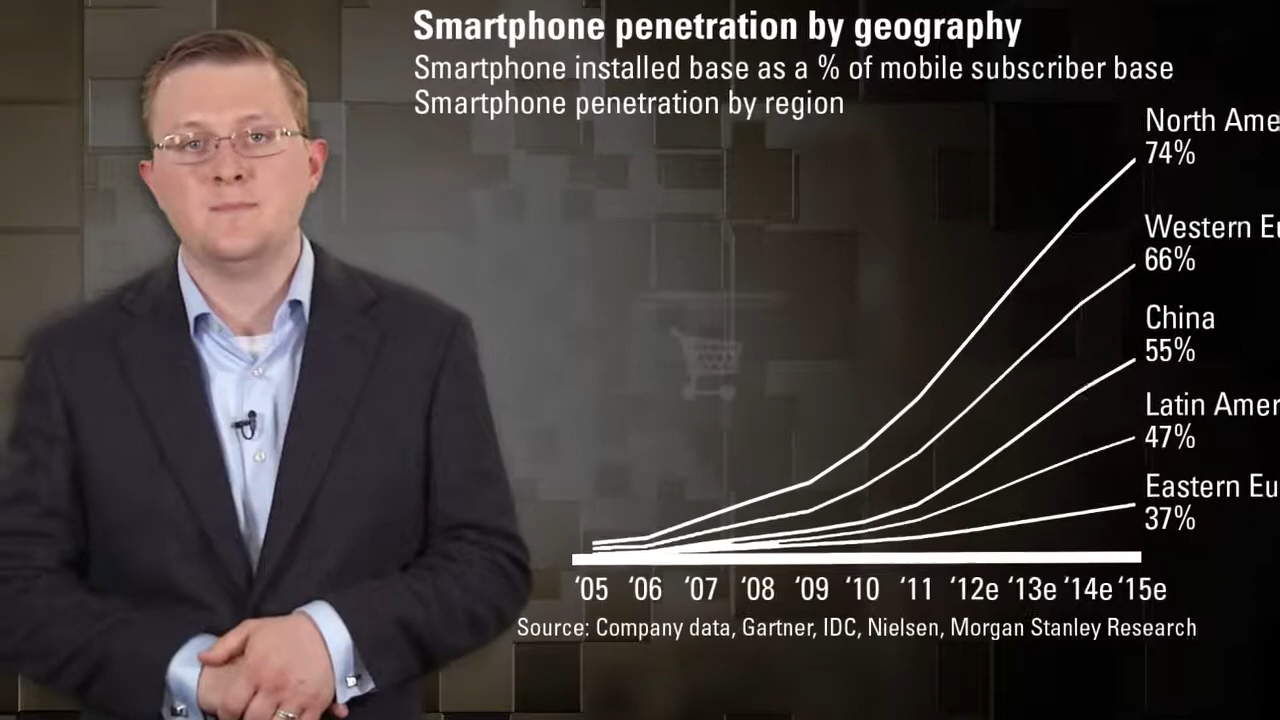 Smartphone penetration by geography
Smartphone installed base as a % of mobile subscriber base
Smartphone penetration by region
North Ame
74%
Western Eu
66%
China
55%
Latin Amer
47%
Eastern Eu
37%
‘05 ‘06 ‘07 ‘08 ‘09 ‘10 ‘11 ‘12e ‘13e ‘14e ‘15e
Source: Company data, Gartner, IDC, Nielsen, Morgan Stanley Research